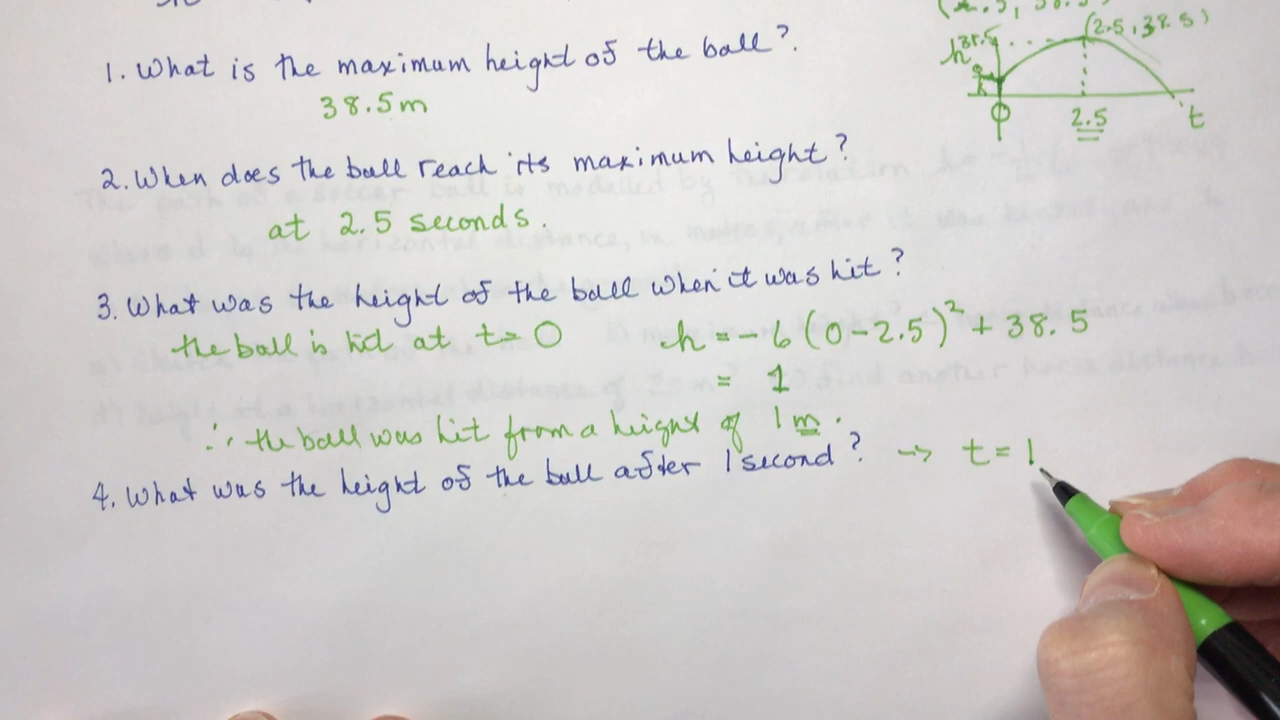 1. What is the maximum height of the ball?
38.5m
(2.5, 38.5)
h
38.5
2.5
t
2. When does the ball reach its maximum height?
at 2.5 seconds.
3. What was the height of the ball when it was hit?
the ball is hit at t=0
h = -6(0-2.5)² + 38.5
= 1
∴ the ball was hit from a height of 1m.
4. What was the height of the ball after 1 second? → t=1